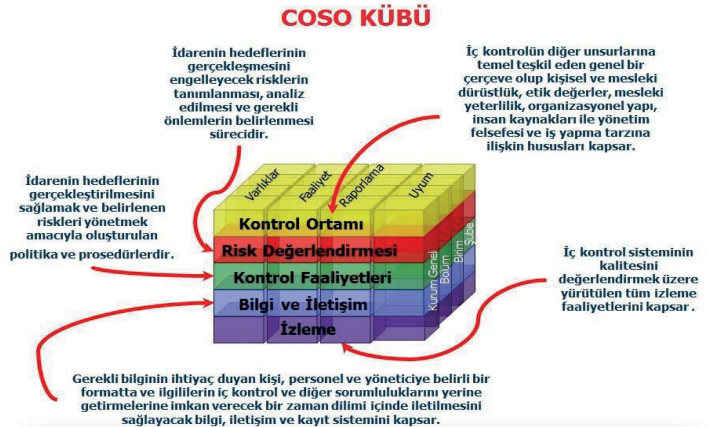 COSO KÜBÜ
İdarenin hedeflerinin
gerçekleşmesini
engelleyecek risklerin
tanımlanması, analiz
edilmesi ve gerekli
önlemlerin belirlenmesi
sürecidir.
İç kontrolün diğer unsurlarına
temel teşkil eden genel bir
çerçeve olup kişisel ve mesleki
dürüstlük, etik değerler, mesleki
yeterlilik, organizasyonel yapı,
insan kaynakları ile yönetim
felsefesi ve iş yapma tarzına
ilişkin hususları kapsar.
İdarenin hedeflerinin
gerçekleştirilmesini
sağlamak ve belirlenen
riskleri yönetmek
amacıyla oluşturulan
politika ve prosedürlerdir.
Varlıklar
Faaliyet
Raporlama
Uyum
Kontrol Ortamı
Risk Değerlendirmesi
Kontrol Faaliyetleri
Bilgi ve İletişim
İzleme
Kurum Geneli
Bölüm
Birim
Şube
İç kontrol sisteminin
kalitesini
değerlendirmek üzere
yürütülen tüm izleme
faaliyetlerini kapsar.
Gerekli bilginin ihtiyaç duyan kişi, personel ve yöneticiye belirli bir
formatta ve ilgililerin iç kontrol ve diğer sorumluluklarını yerine
getirmelerine imkan verecek bir zaman dilimi içinde iletilmesini
sağlayacak bilgi, iletişim ve kayıt sistemini kapsar.